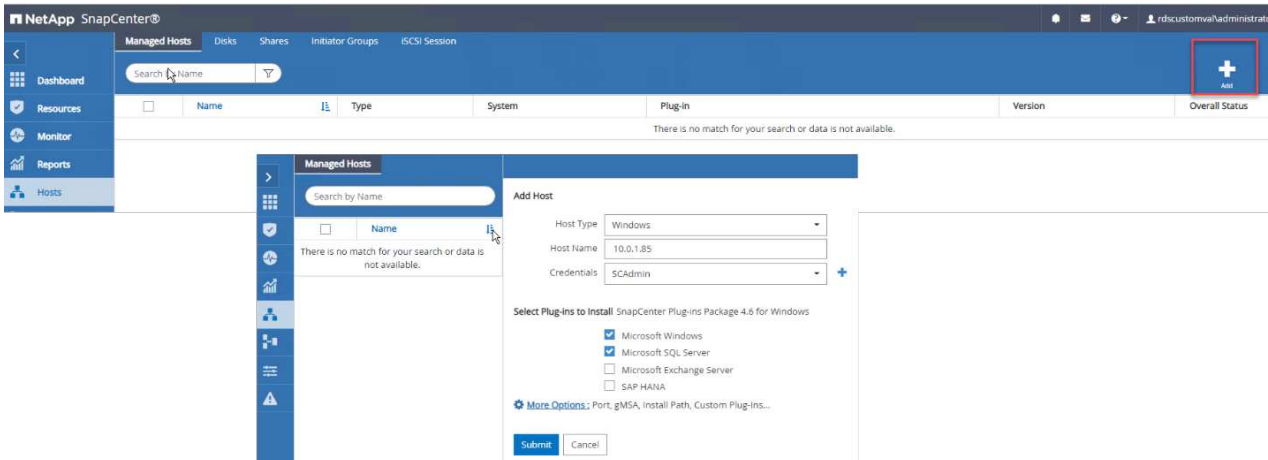 NetApp SnapCenter®
rdscustomval\administrato
Managed Hosts Disks Shares Initiator Groups iSCSI Session
Search by Name
Add
Dashboard
Resources
Monitor
Reports
Hosts
Name Type System Plug-in Version Overall Status
There is no match for your search or data is not available.
Managed Hosts
Search by Name
Name
There is no match for your search or data is
not available.
Add Host
Host Type Windows
Host Name 10.0.1.85
Credentials SCAdmin
Select Plug-ins to Install SnapCenter Plug-ins Package 4.6 for Windows
Microsoft Windows
Microsoft SQL Server
Microsoft Exchange Server
SAP HANA
More Options : Port, gMSA, Install Path, Custom Plug-Ins...
Submit Cancel